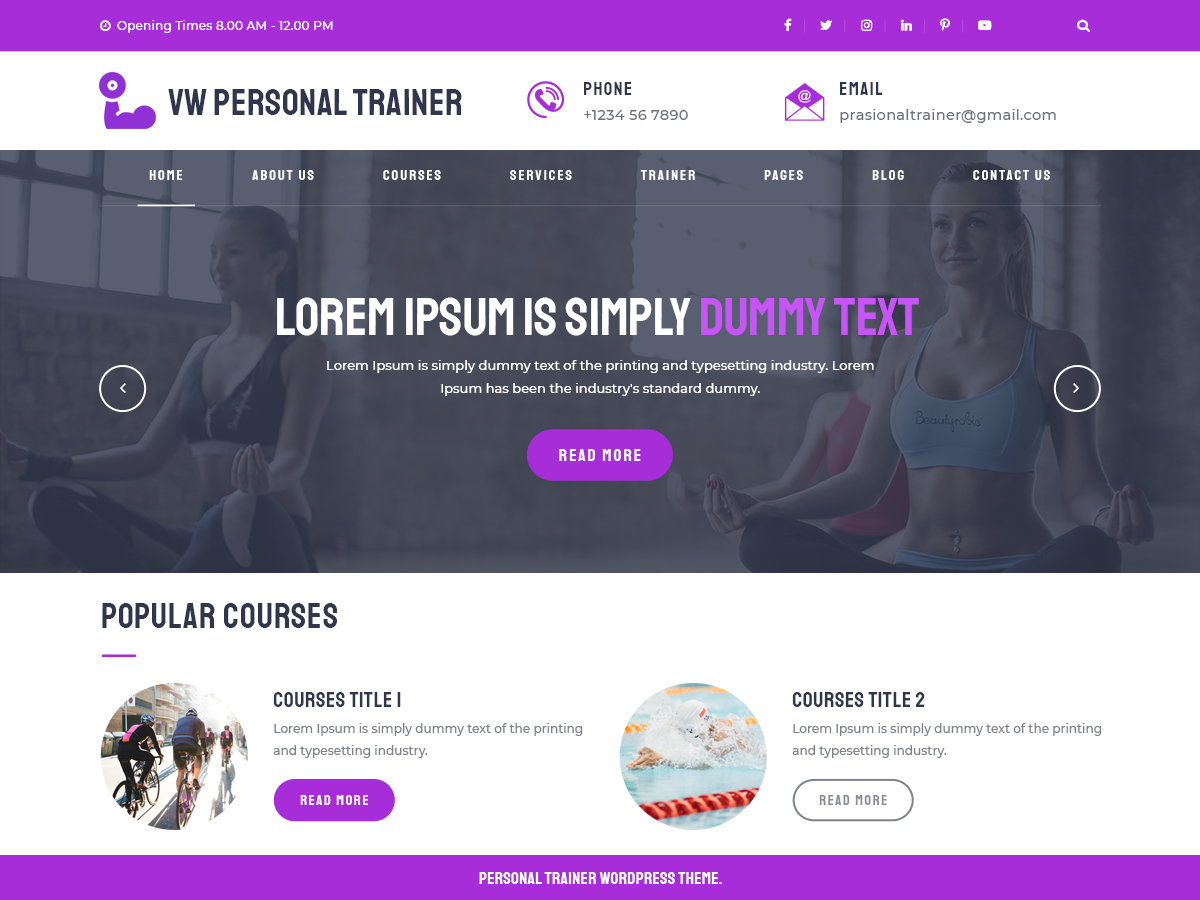 Opening Times 8.00 AM - 12.00 PM
VW PERSONAL TRAINER
PHONE
+1234 56 7890
EMAIL
prasionaltrainer@gmail.com
HOME ABOUT US COURSES SERVICES TRAINER PAGES BLOG CONTACT US
LOREM IPSUM IS SIMPLY DUMMY TEXT
Lorem Ipsum is simply dummy text of the printing and typesetting industry. Lorem
Ipsum has been the industry's standard dummy.
Beautyrobic
READ MORE
POPULAR COURSES
COURSES TITLE 1
Lorem Ipsum is simply dummy text of the printing
and typesetting industry.
READ MORE
COURSES TITLE 2
Lorem Ipsum is simply dummy text of the printing
and typesetting industry.
READ MORE
PERSONAL TRAINER WORDPRESS THEME.